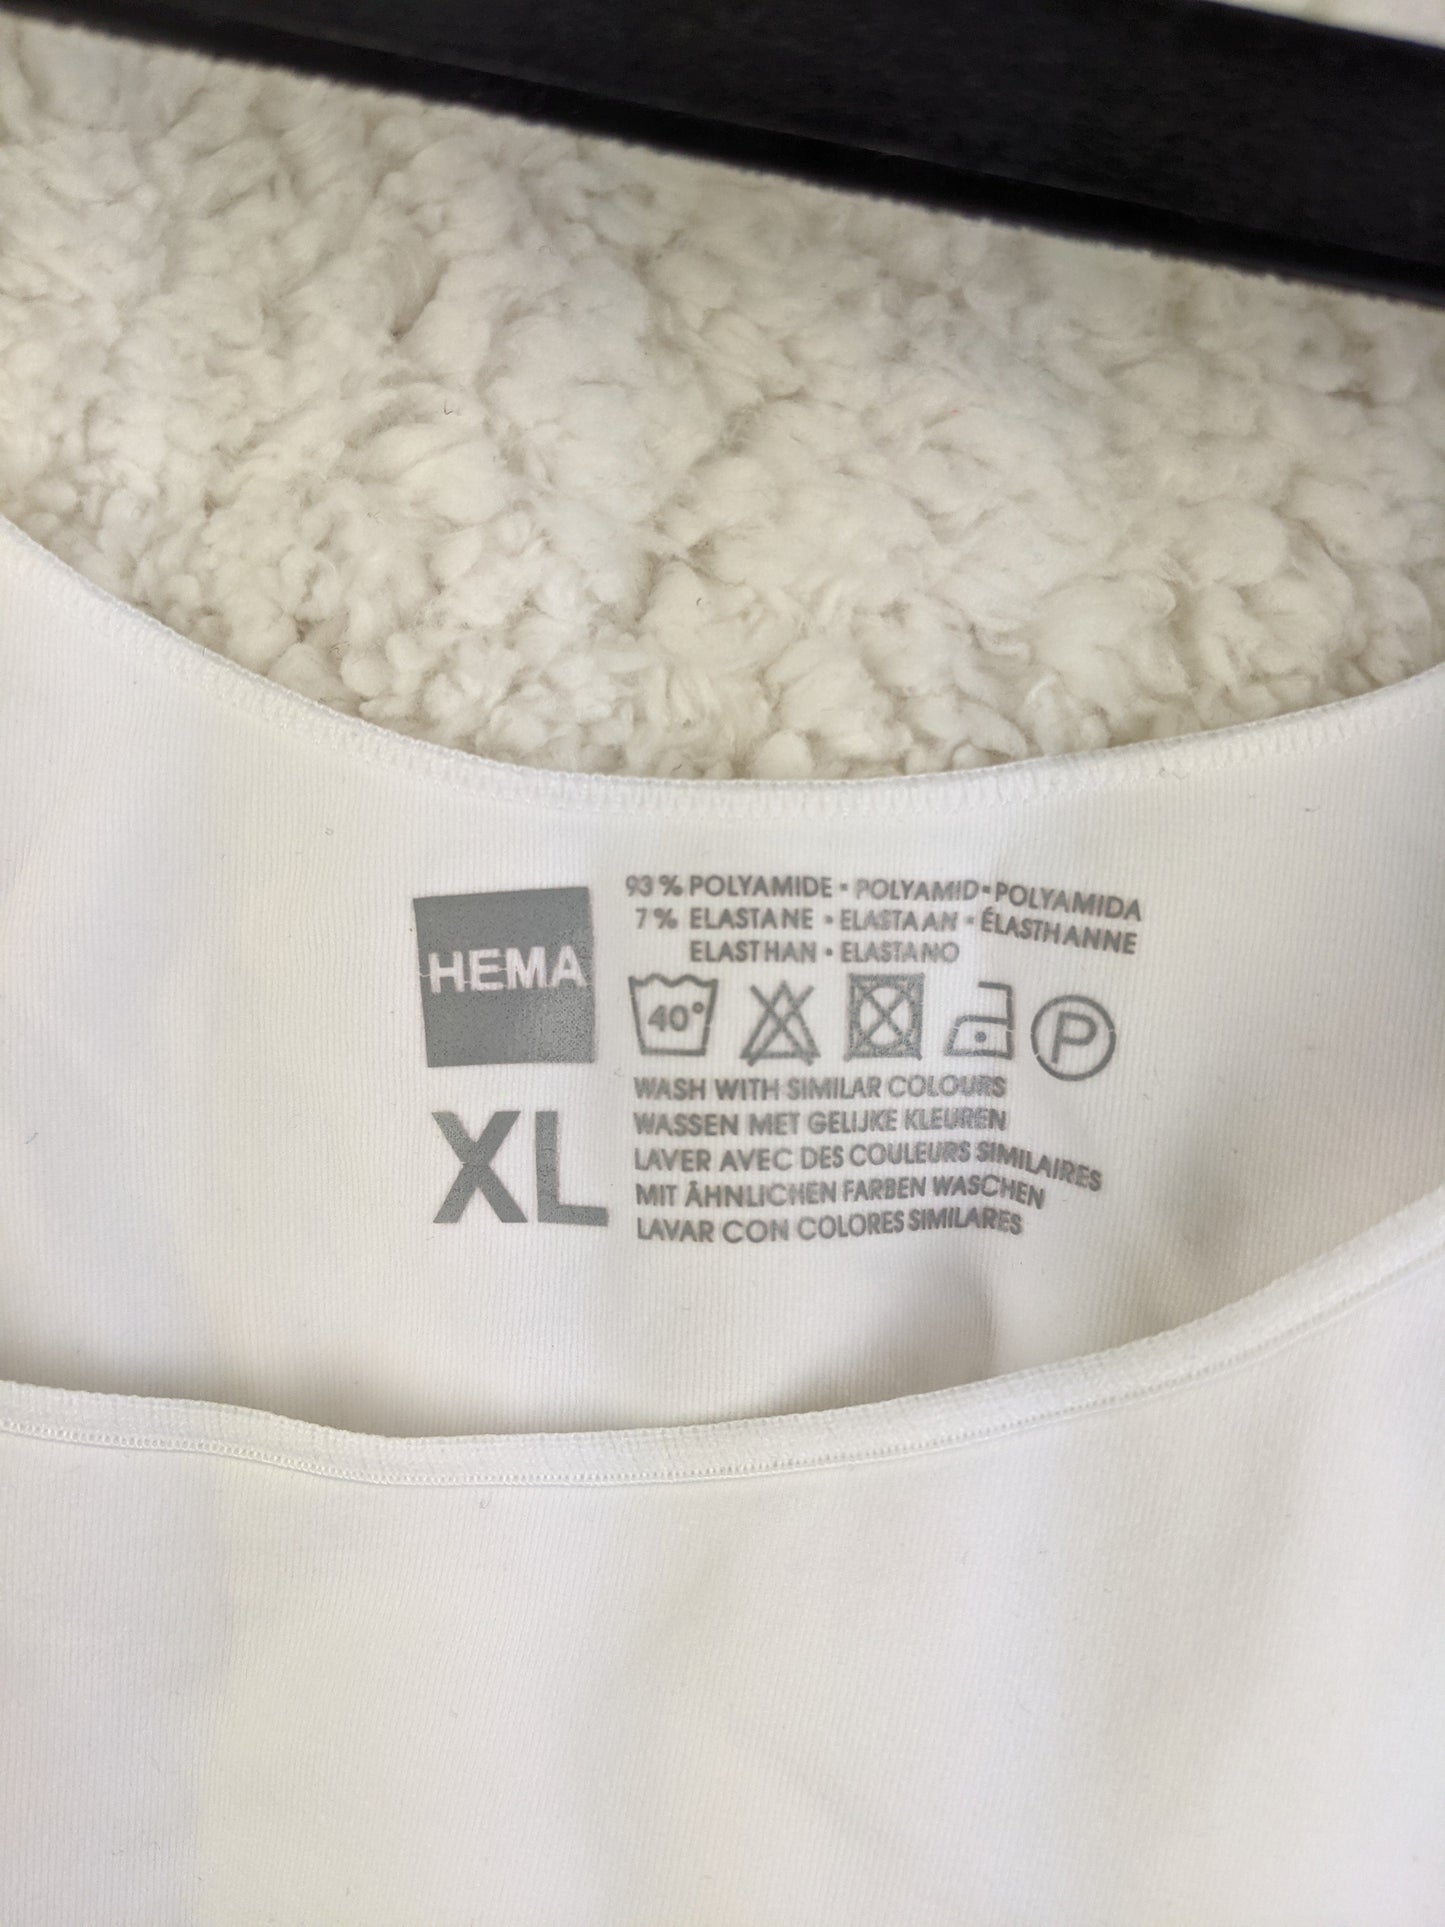 HEMA
XL
93 % POLYAMIDE • POLYAMID • POLYAMIDA
7 % ELASTANE • ELASTAAN • ÉLASTHANNE
ELASTHAN • ELASTANO
40°
P
WASH WITH SIMILAR COLOURS
WASSEN MET GELIJKE KLEUREN
LAVER AVEC DES COULEURS SIMILAIRES
MIT ÄHNLICHEN FARBEN WASCHEN
LAVAR CON COLORES SIMILARES